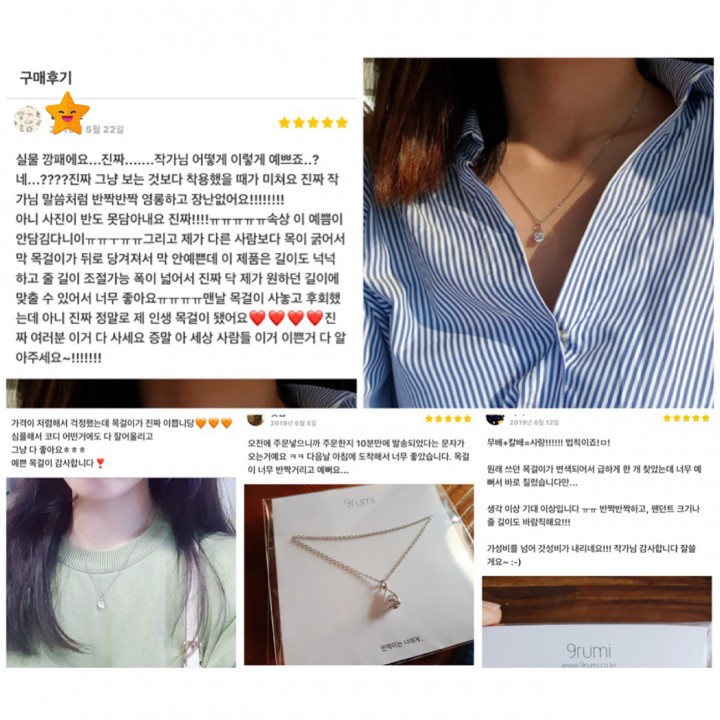 구매후기
5월 22일
실물 깡패에요...진짜.......작가님 어떻게 이렇게 예쁘죠..?
네...????진짜 그냥 보는 것보다 착용했을 때가 미쳐요 진짜 작
가님 말씀처럼 반짝반짝 영롱하고 장난없어요!!!!!!!!
아니 사진이 반도 못담아내요 진짜!!!!ㅠㅠㅠㅠㅠ속상 이 예쁨이
안담김다니이ㅠㅠㅜㅠㅠ그리고 제가 다른 사람보다 목이 굵어서
막 목걸이가 뒤로 당겨져서 막 안예쁜데 이 제품은 길이도 넉넉
하고 줄 길이 조절가능 폭이 넓어서 진짜 닥 제가 원하던 길이에
맞출 수 있어서 너무 좋아요ㅠㅠㅠㅠ맨날 목걸이 사놓고 후회했
는데 아니 진짜 정말로 제 인생 목걸이 됐어요❤️❤️❤️❤️진
짜 여러분 이거 다 사세요 증말 아 세상 사람들 이거 이쁜거 다 알
아주세요~!!!!!!!
가격이 저렴해서 걱정했는데 목걸이가 진짜 이쁩니당🧡🧡🧡
심플해서 코디 어떤거에도 다 잘어울리고
그냥 다 좋아요ㅎㅎㅎ
예쁜 목걸이 감사합니다❣️
2019년 6월 5일
오전에 주문넣으니까 주문한지 10분만에 발송되었다는 문자가
오는거예요 ㅋㅋ 다음날 아침에 도착해서 너무 좋았습니다. 목걸
이 너무 반짝거리고 예뻐요..
9rumi
반짝이는 너에게.
2019년 6월 12일
무배+칼배=사랑!!!!!! 법칙이죠!ㅁ!
원래 쓰던 목걸이가 변색되어서 급하게 한 개 찾았는데 너무 예
뻐서 바로 질렀습니다만...
생각 이상 기대 이상입니다 ㅠㅠ 반짝반짝하고, 펜던트 크기나
줄 길이도 바람직해요!!!
가성비를 넘어 갓성비가 내리네요!!! 작가님 감사합니다 잘쓸
게요~ :-)
9rumi
www.9rumi.co.kr